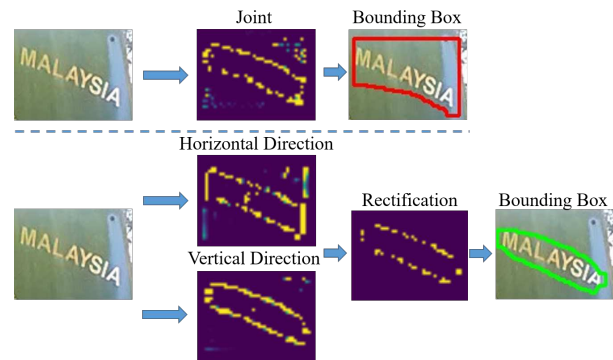 Joint
Bounding Box
MALAYSIA
MALAYSIA
Horizontal Direction
Vertical Direction
Rectification
Bounding Box
MALAYSIA
MALAYSIA